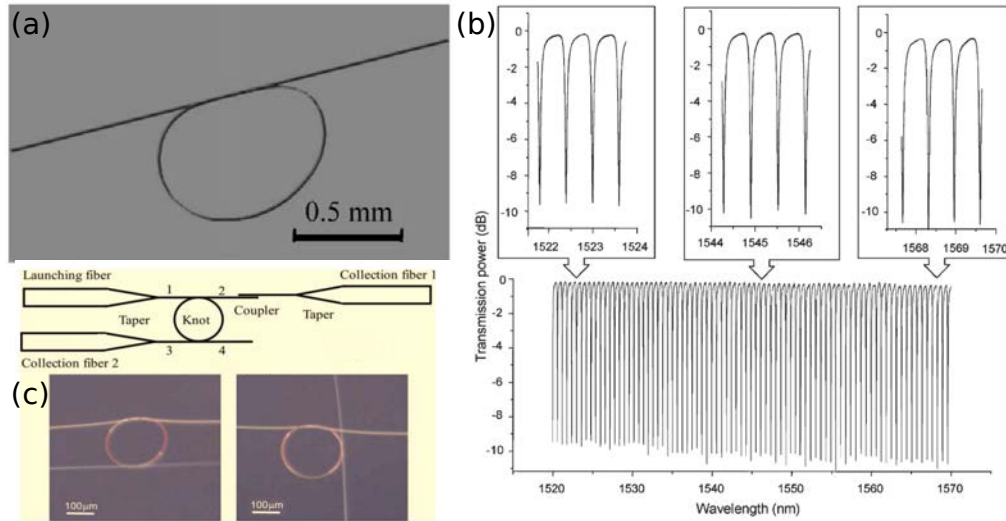 (a)
0.5 mm
Launching fiber
Collection fiber 1
1
2
Taper
Knot
Coupler
Taper
3
4
Collection fiber 2
(c)
100µm
100µm
(b)
0
-2
-4
-6
-8
-10
1522 1523 1524
0
-2
-4
-6
-8
-10
1544 1545 1546
0
-2
-4
-6
-8
-10
1568 1569 1570
Transmission power (dB)
0
-2
-4
-6
-8
-10
1520 1530 1540 1550 1560 1570
Wavelength (nm)